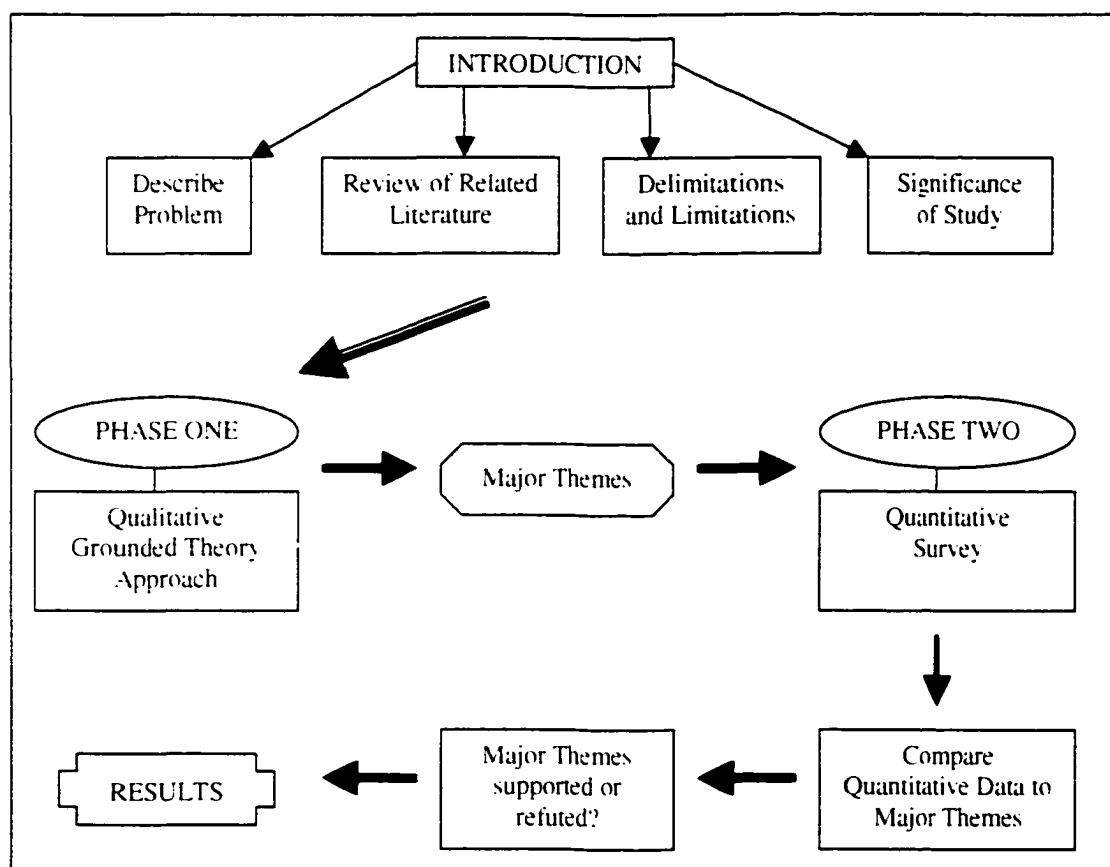 INTRODUCTION
Describe
Problem
Review of Related
Literature
Delimitations
and Limitations
Significance
of Study
PHASE ONE
Qualitative
Grounded Theory
Approach
Major Themes
PHASE TWO
Quantitative
Survey
Compare
Quantitative Data to
Major Themes
Major Themes
supported or
refuted?
RESULTS